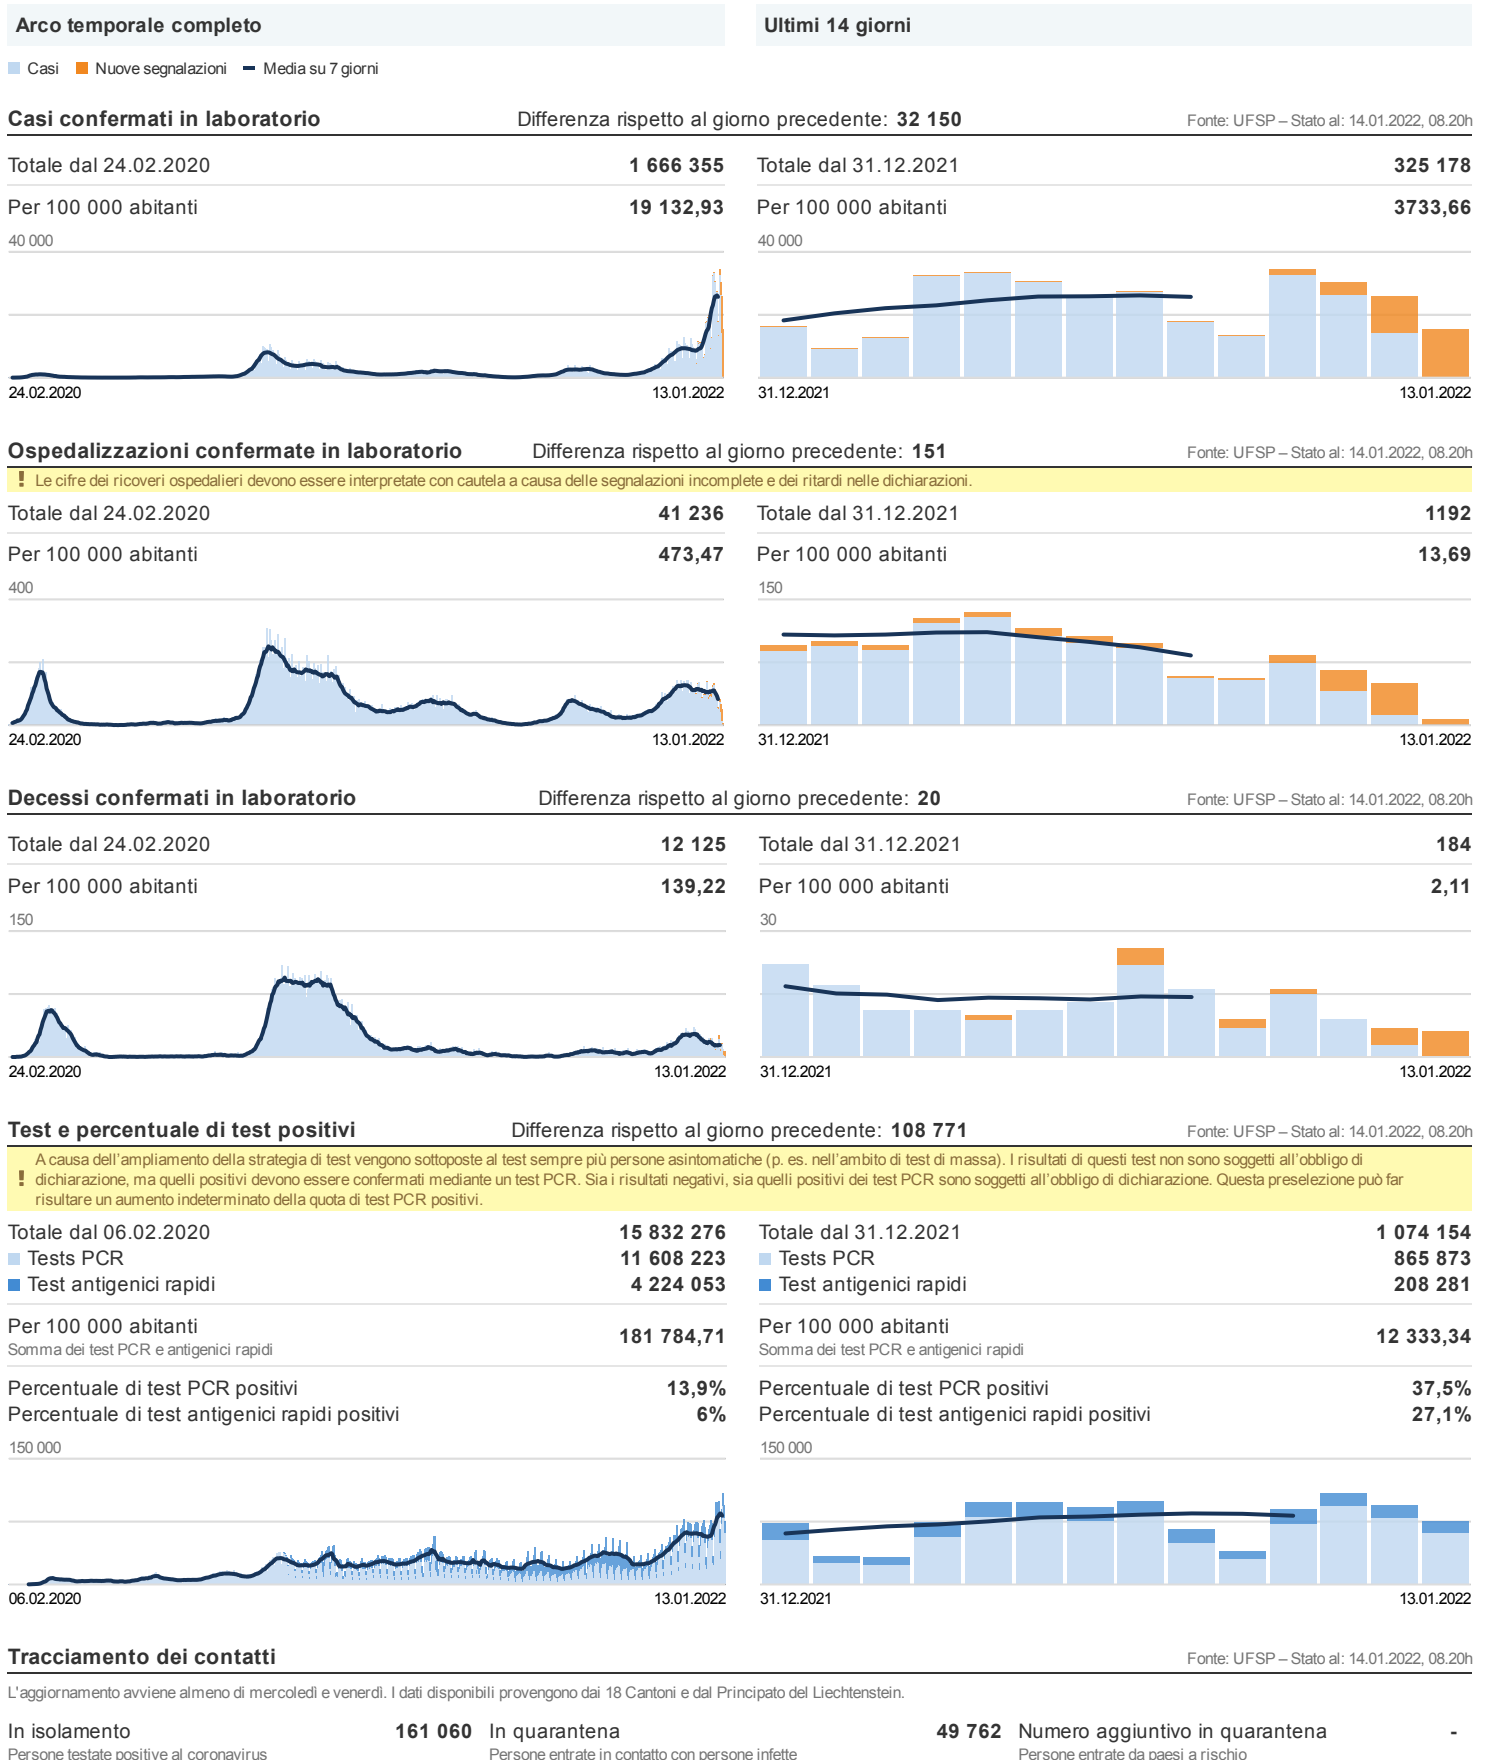 Arco temporale completo
Ultimi 14 giorni
Casi Nuove segnalazioni Media su 7 giorni
Casi confermati in laboratorio Differenza rispetto al giorno precedente: 32 150 Fonte: UFSP – Stato al: 14.01.2022, 08.20h
Totale dal 24.02.2020 1 666 355
Per 100 000 abitanti 19 132,93
40 000
24.02.2020 13.01.2022
Totale dal 31.12.2021 325 178
Per 100 000 abitanti 3733,66
40 000
31.12.2021 13.01.2022
Ospedalizzazioni confermate in laboratorio Differenza rispetto al giorno precedente: 151 Fonte: UFSP – Stato al: 14.01.2022, 08.20h
! Le cifre dei ricoveri ospedalieri devono essere interpretate con cautela a causa delle segnalazioni incomplete e dei ritardi nelle dichiarazioni.
Totale dal 24.02.2020 41 236
Per 100 000 abitanti 473,47
400
24.02.2020 13.01.2022
Totale dal 31.12.2021 1192
Per 100 000 abitanti 13,69
150
31.12.2021 13.01.2022
Decessi confermati in laboratorio Differenza rispetto al giorno precedente: 20 Fonte: UFSP – Stato al: 14.01.2022, 08.20h
Totale dal 24.02.2020 12 125
Per 100 000 abitanti 139,22
150
24.02.2020 13.01.2022
Totale dal 31.12.2021 184
Per 100 000 abitanti 2,11
30
31.12.2021 13.01.2022
Test e percentuale di test positivi Differenza rispetto al giorno precedente: 108 771 Fonte: UFSP – Stato al: 14.01.2022, 08.20h
A causa dell'ampliamento della strategia di test vengono sottoposte al test sempre più persone asintomatiche (p. es. nell'ambito di test di massa). I risultati di questi test non sono soggetti all'obbligo di
! dichiarazione, ma quelli positivi devono essere confermati mediante un test PCR. Sia i risultati negativi, sia quelli positivi dei test PCR sono soggetti all'obbligo di dichiarazione. Questa preselezione può far
risultare un aumento indeterminato della quota di test PCR positivi.
Totale dal 06.02.2020 15 832 276
Tests PCR 11 608 223
Test antigenici rapidi 4 224 053
Per 100 000 abitanti 181 784,71
Somma dei test PCR e antigenici rapidi
Percentuale di test PCR positivi 13,9%
Percentuale di test antigenici rapidi positivi 6%
150 000
06.02.2020 13.01.2022
Totale dal 31.12.2021 1 074 154
Tests PCR 865 873
Test antigenici rapidi 208 281
Per 100 000 abitanti 12 333,34
Somma dei test PCR e antigenici rapidi
Percentuale di test PCR positivi 37,5%
Percentuale di test antigenici rapidi positivi 27,1%
150 000
31.12.2021 13.01.2022
Tracciamento dei contatti Fonte: UFSP – Stato al: 14.01.2022, 08.20h
L'aggiornamento avviene almeno di mercoledì e venerdì. I dati disponibili provengono dai 18 Cantoni e dal Principato del Liechtenstein.
In isolamento 161 060 In quarantena 49 762 Numero aggiuntivo in quarantena -
Persone testate positive al coronavirus Persone entrate in contatto con persone infette Persone entrate da paesi a rischio